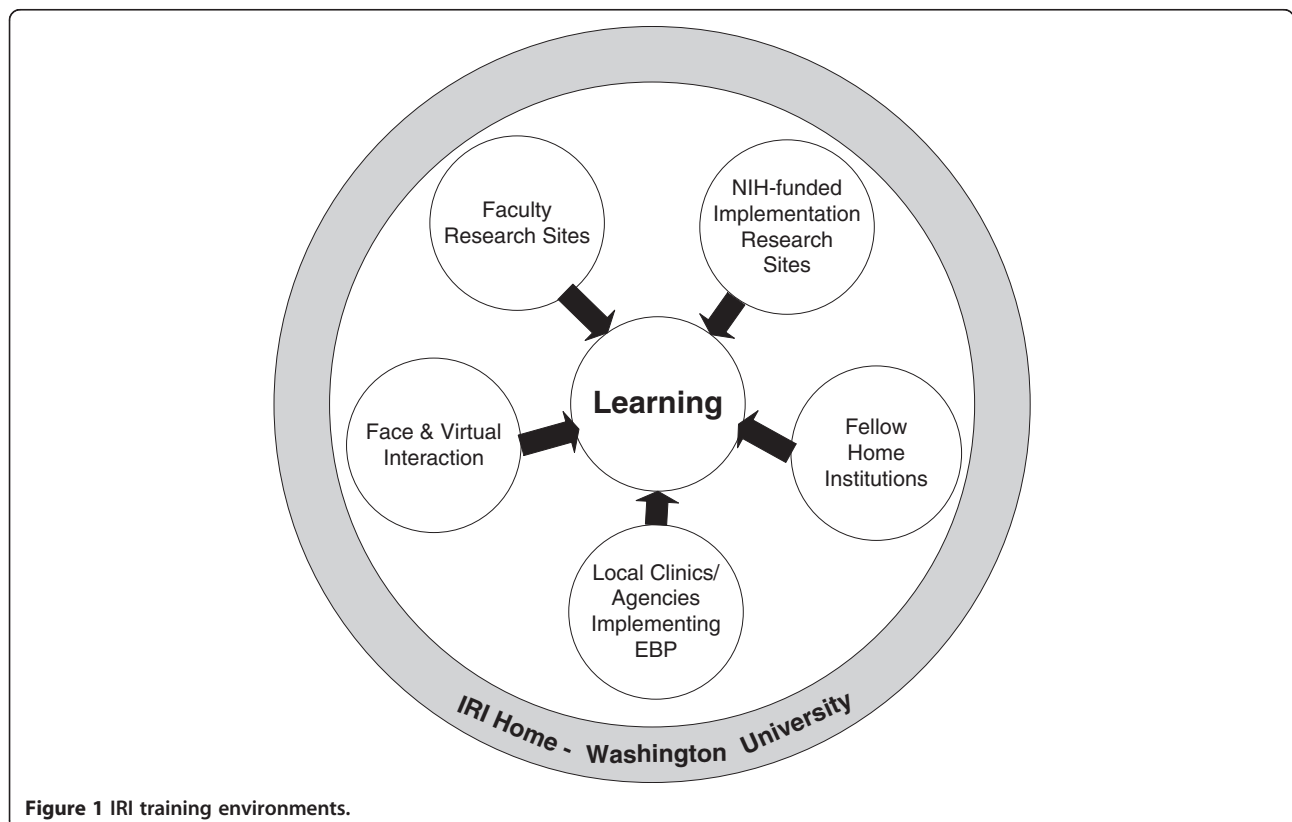 Faculty
Research Sites
NIH-funded
Implementation
Research
Sites
Learning
Face & Virtual
Interaction
Fellow
Home
Institutions
Local Clinics/
Agencies
Implementing
EBP
IRI Home - Washington University
Figure 1 IRI training environments.